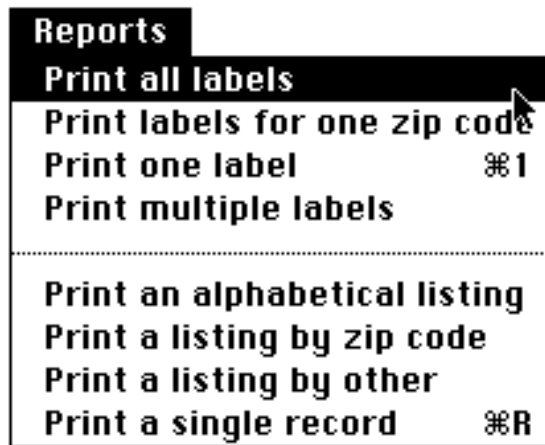 Reports
Print all labels
Print labels for one zip code
Print one label ⌘1
Print multiple labels
Print an alphabetical listing
Print a listing by zip code
Print a listing by other
Print a single record ⌘R